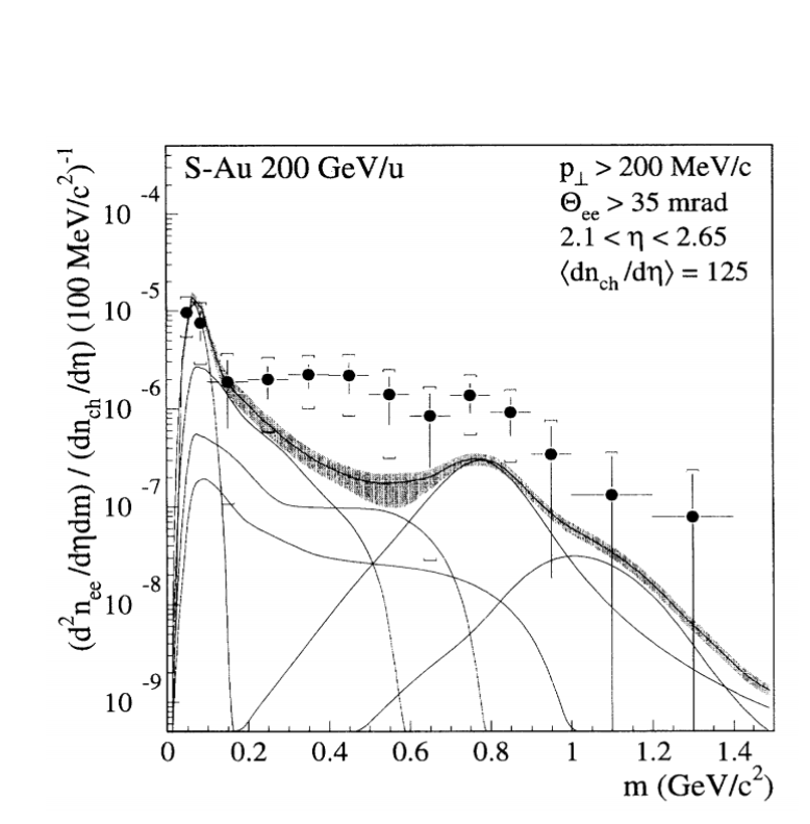 S-Au 200 GeV/u
p⊥ > 200 MeV/c
Θee > 35 mrad
2.1 < η < 2.65
⟨dnch/dη⟩ = 125
(d²nee/dηdm) / (dnch/dη) (100 MeV/c²)⁻¹
10⁻⁴
10⁻⁵
10⁻⁶
10⁻⁷
10⁻⁸
10⁻⁹
0 0.2 0.4 0.6 0.8 1 1.2 1.4
m (GeV/c²)